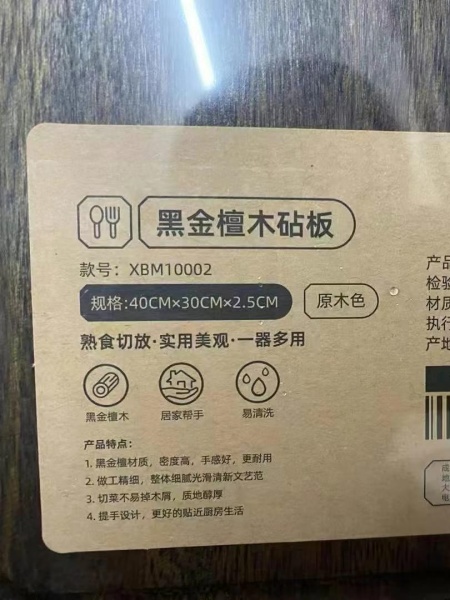 黑金檀木砧板
款号：XBM10002
规格:40CM×30CM×2.5CM
原木色
熟食切放·实用美观·一器多用
黑金檀木
居家帮手
易清洗
产品特点：
1. 黑金檀材质，密度高，手感好，更耐用
2. 做工精细，整体细腻光滑清新文艺范
3. 切菜不易掉木屑，质地醇厚
4. 提手设计，更好的贴近厨房生活
产品
检验
材质
执行
产地